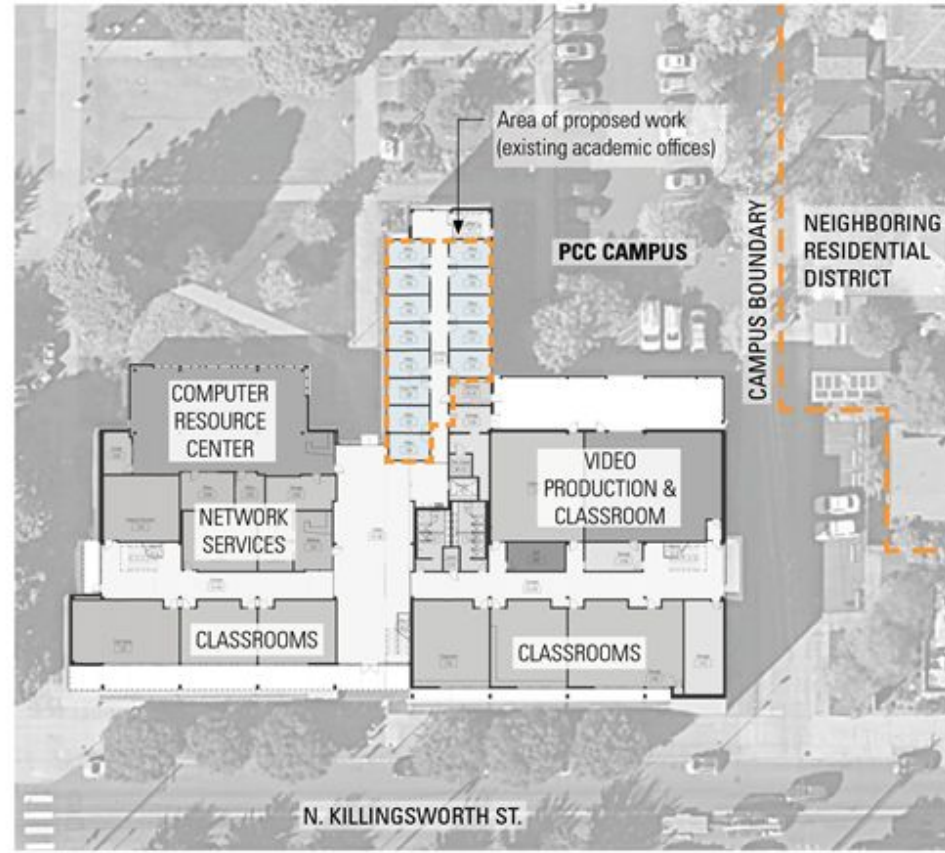 Area of proposed work
(existing academic offices)
PCC CAMPUS
CAMPUS BOUNDARY
NEIGHBORING
RESIDENTIAL
DISTRICT
COMPUTER
RESOURCE
CENTER
VIDEO
PRODUCTION &
CLASSROOM
NETWORK
SERVICES
CLASSROOMS
CLASSROOMS
N. KILLINGSWORTH ST.